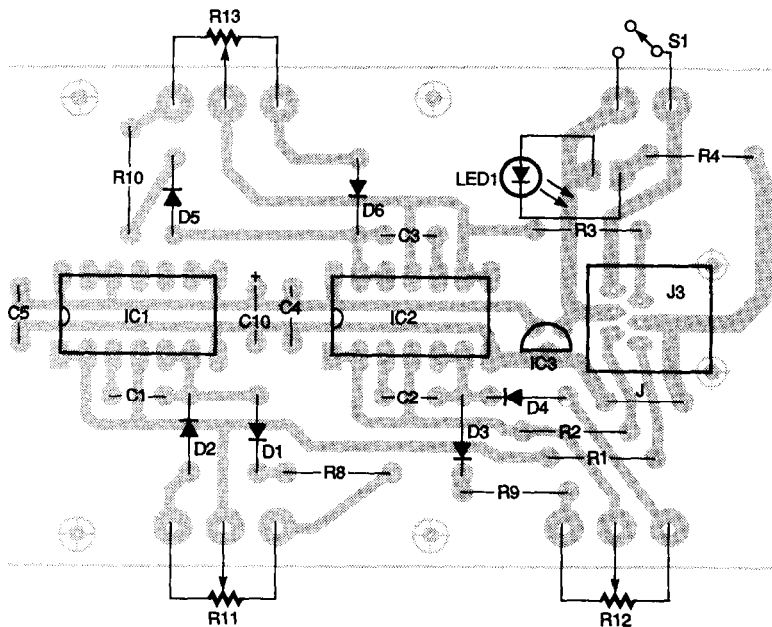 R13
S1
R10
LED1
R4
D5
D6
C3
R3
+
C5
IC1
C10
C4
IC2
IC3
J3
C1
C2
D4
J
D2
D1
D3
R2
R1
R8
R9
R11
R12